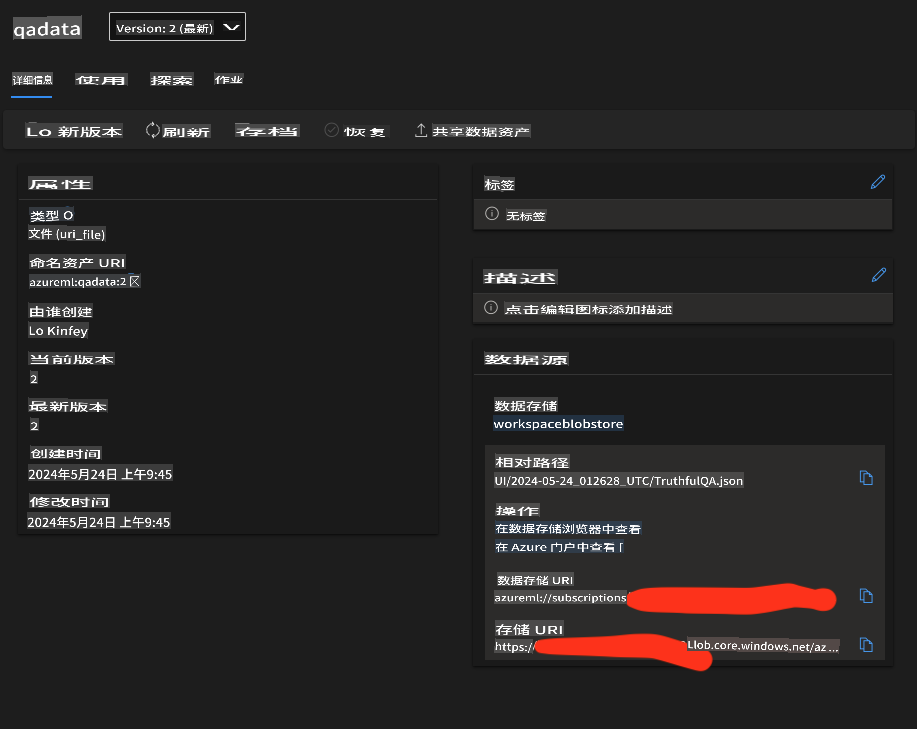 qadata
Version: 2 (最新)
详细信息 使用 探索 作业
Lo 新版本 刷新 存档 恢复 共享数据资产
属性
类型 O
文件 (uri_file)
命名资产 URI
azureml:qadata:2
由谁创建
Lo Kinfey
当前版本
2
最新版本
2
创建时间
2024年5月24日 上午9:45
修改时间
2024年5月24日 上午9:45
标签
无标签
描述
点击编辑图标添加描述
数据源
数据存储
workspaceblobstore
相对路径
UI/2024-05-24_012628_UTC/TruthfulQA.json
操作
在数据存储浏览器中查看
在 Azure 门户中查看 [
数据存储 URI
azureml://subscriptions
存储 URI
https:/ lob.core.windows.net/az ...